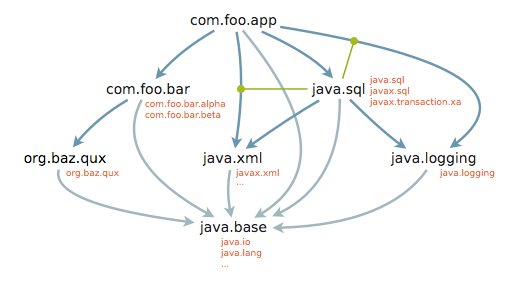 com.foo.app
com.foo.bar
com.foo.bar.alpha
com.foo.bar.beta
java.sql
java.sql
javax.sql
javax.transaction.xa
org.baz.qux
org.baz.qux
java.xml
javax.xml
...
java.logging
java.logging
java.base
java.io
java.lang
...